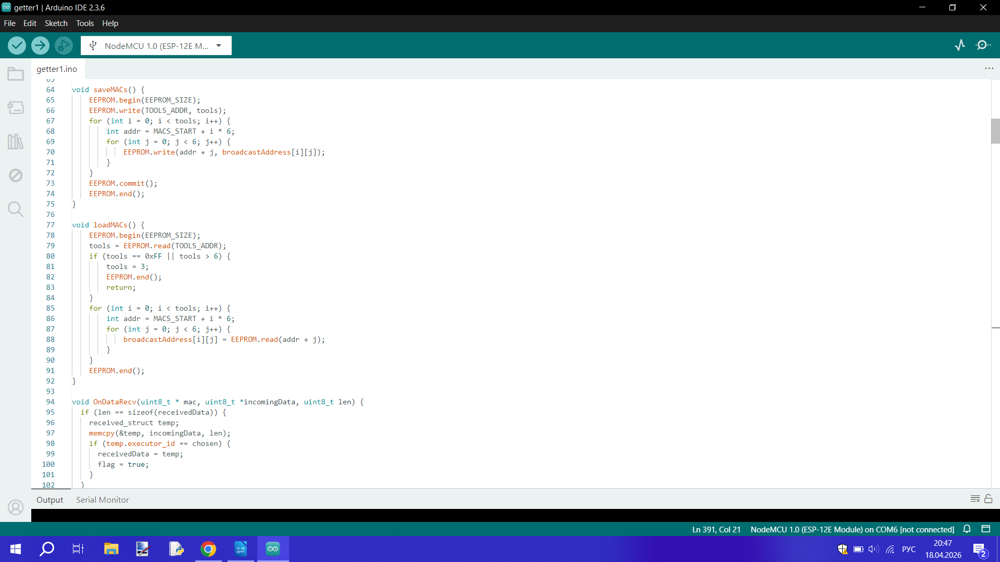 getter1 | Arduino IDE 2.3.6
File Edit Sketch Tools Help
NodeMCU 1.0 (ESP-12E M...
getter1.ino
64 void saveMACs() {
65 EEPROM.begin(EEPROM_SIZE);
66 EEPROM.write(TOOLS_ADDR, tools);
67 for (int i = 0; i < tools; i++) {
68 int addr = MACS_START + i * 6;
69 for (int j = 0; j < 6; j++) {
70 EEPROM.write(addr + j, broadcastAddress[i][j]);
71 }
72 }
73 EEPROM.commit();
74 EEPROM.end();
75 }
76
77 void loadMACs() {
78 EEPROM.begin(EEPROM_SIZE);
79 tools = EEPROM.read(TOOLS_ADDR);
80 if (tools == 0xFF || tools > 6) {
81 tools = 3;
82 EEPROM.end();
83 return;
84 }
85 for (int i = 0; i < tools; i++) {
86 int addr = MACS_START + i * 6;
87 for (int j = 0; j < 6; j++) {
88 broadcastAddress[i][j] = EEPROM.read(addr + j);
89 }
90 }
91 EEPROM.end();
92 }
93
94 void OnDataRecv(uint8_t * mac, uint8_t *incomingData, uint8_t len) {
95 if (len == sizeof(receivedData)) {
96 received_struct temp;
97 memcpy(&temp, incomingData, len);
98 if (temp.executor_id == chosen) {
99 receivedData = temp;
100 flag = true;
101 }
102 }
Output Serial Monitor
Ln 391, Col 21 NodeMCU 1.0 (ESP-12E Module) on COM6 [not connected]
РУС
20:47
18.04.2026
2